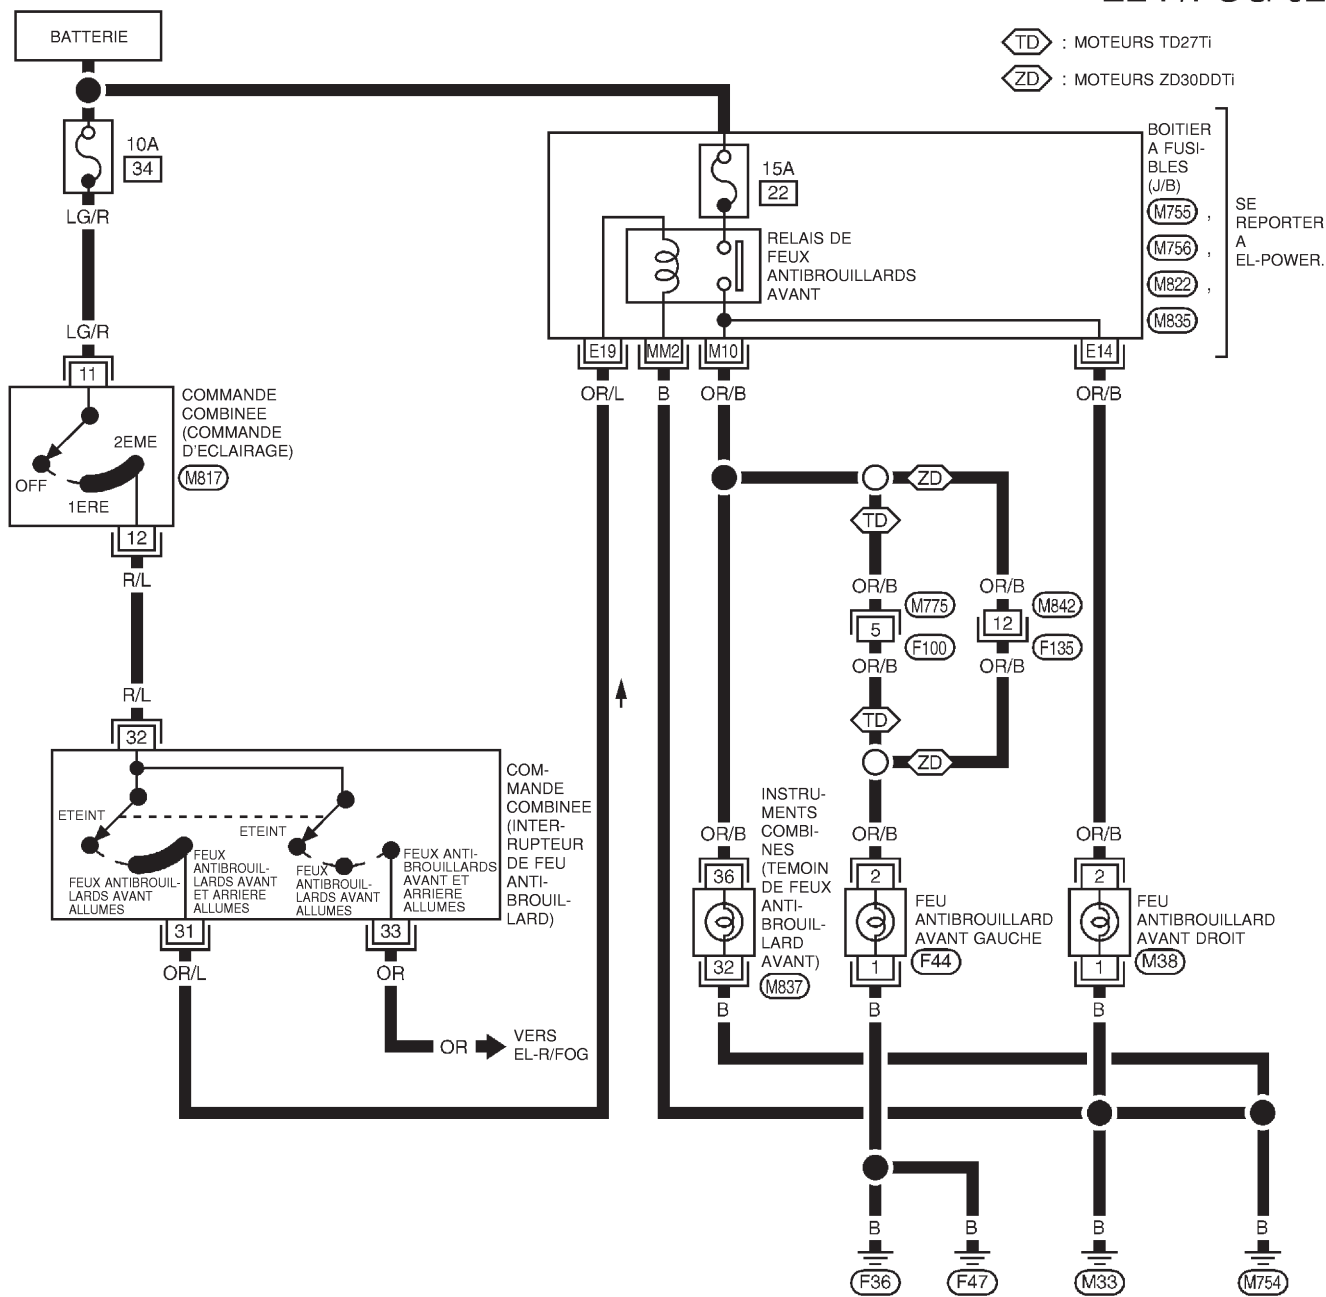 BATTERIE
TD : MOTEURS TD27Ti
ZD : MOTEURS ZD30DDTi
10A
34
LG/R
LG/R
11
COMMANDE
COMBINEE
(COMMANDE
D'ECLAIRAGE)
M817
2EME
OFF
1ERE
12
R/L
R/L
32
15A
22
RELAIS DE
FEUX
ANTIBROUILLARDS
AVANT
BOITIER
A FUSI-
BLES
(J/B)
M755 ,
M756 ,
M822 ,
M835
SE
REPORTER
A
EL-POWER.
E19
MM2
M10
E14
OR/L
B
OR/B
OR/B
ZD
TD
OR/B
OR/B
M775
M842
5
12
F100
F135
OR/B
OR/B
TD
ZD
ETEINT
ETEINT
FEUX
ANTIBROUIL-
LARDS AVANT
ET ARRIERE
ALLUMES
FEUX ANTIBROUIL-
LARDS AVANT
ALLUMES
FEUX
ANTIBROUIL-
LARDS AVANT
ALLUMES
FEUX ANTI-
BROUILLARDS
AVANT ET
ARRIERE
ALLUMES
COM-
MANDE
COMBINEE
(INTER-
RUPTEUR
DE FEU
ANTI-
BROUIL-
LARD)
31
33
OR/L
OR
OR
VERS
EL-R/FOG
INSTRU-
MENTS
COMBI-
NES
(TEMOIN
DE FEUX
ANTI-
BROUIL-
LARD
AVANT)
M837
OR/B
OR/B
OR/B
36
2
2
FEU
ANTIBROUILLARD
AVANT GAUCHE
F44
FEU
ANTIBROUILLARD
AVANT DROIT
M38
32
1
1
B
B
B
B
B
B
B
F36
F47
M33
M754